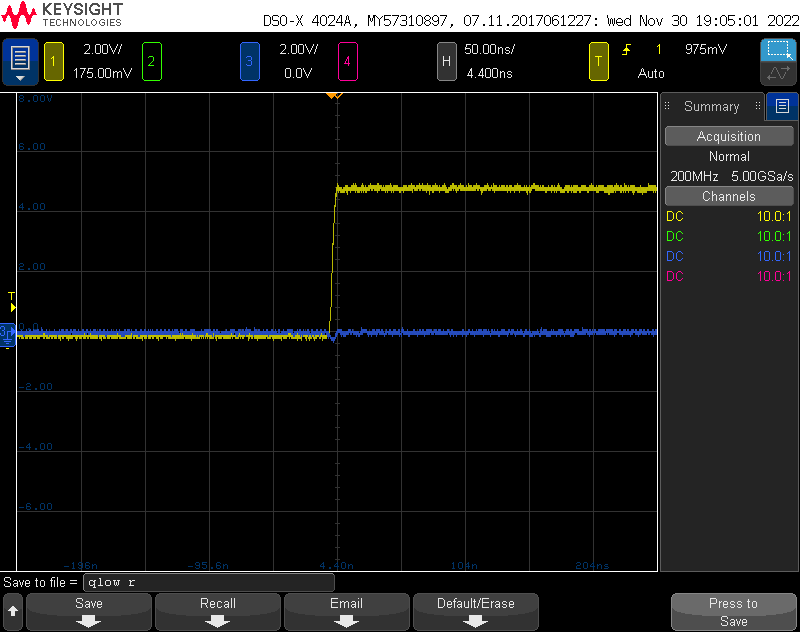 KEYSIGHT
TECHNOLOGIES
DSO-X 4024A, MY57310897, 07.11.2017061227: Wed Nov 30 19:05:01 2022
1 2.00V/ 2 3 2.00V/ 4 H 50.00ns/ T 1 975mV
175.00mV 0.0V 4.400ns Auto
Summary
Acquisition
Normal
200MHz 5.00GSa/s
Channels
DC 10.0:1
DC 10.0:1
DC 10.0:1
DC 10.0:1
8.00V
6.00
4.00
2.00
T
0.0
3
-2.00
-4.00
-6.00
-196n -95.6n 4.40n 104n 204ns
Save to file = qlow r
Save Recall Email Default/Erase Press to
Save